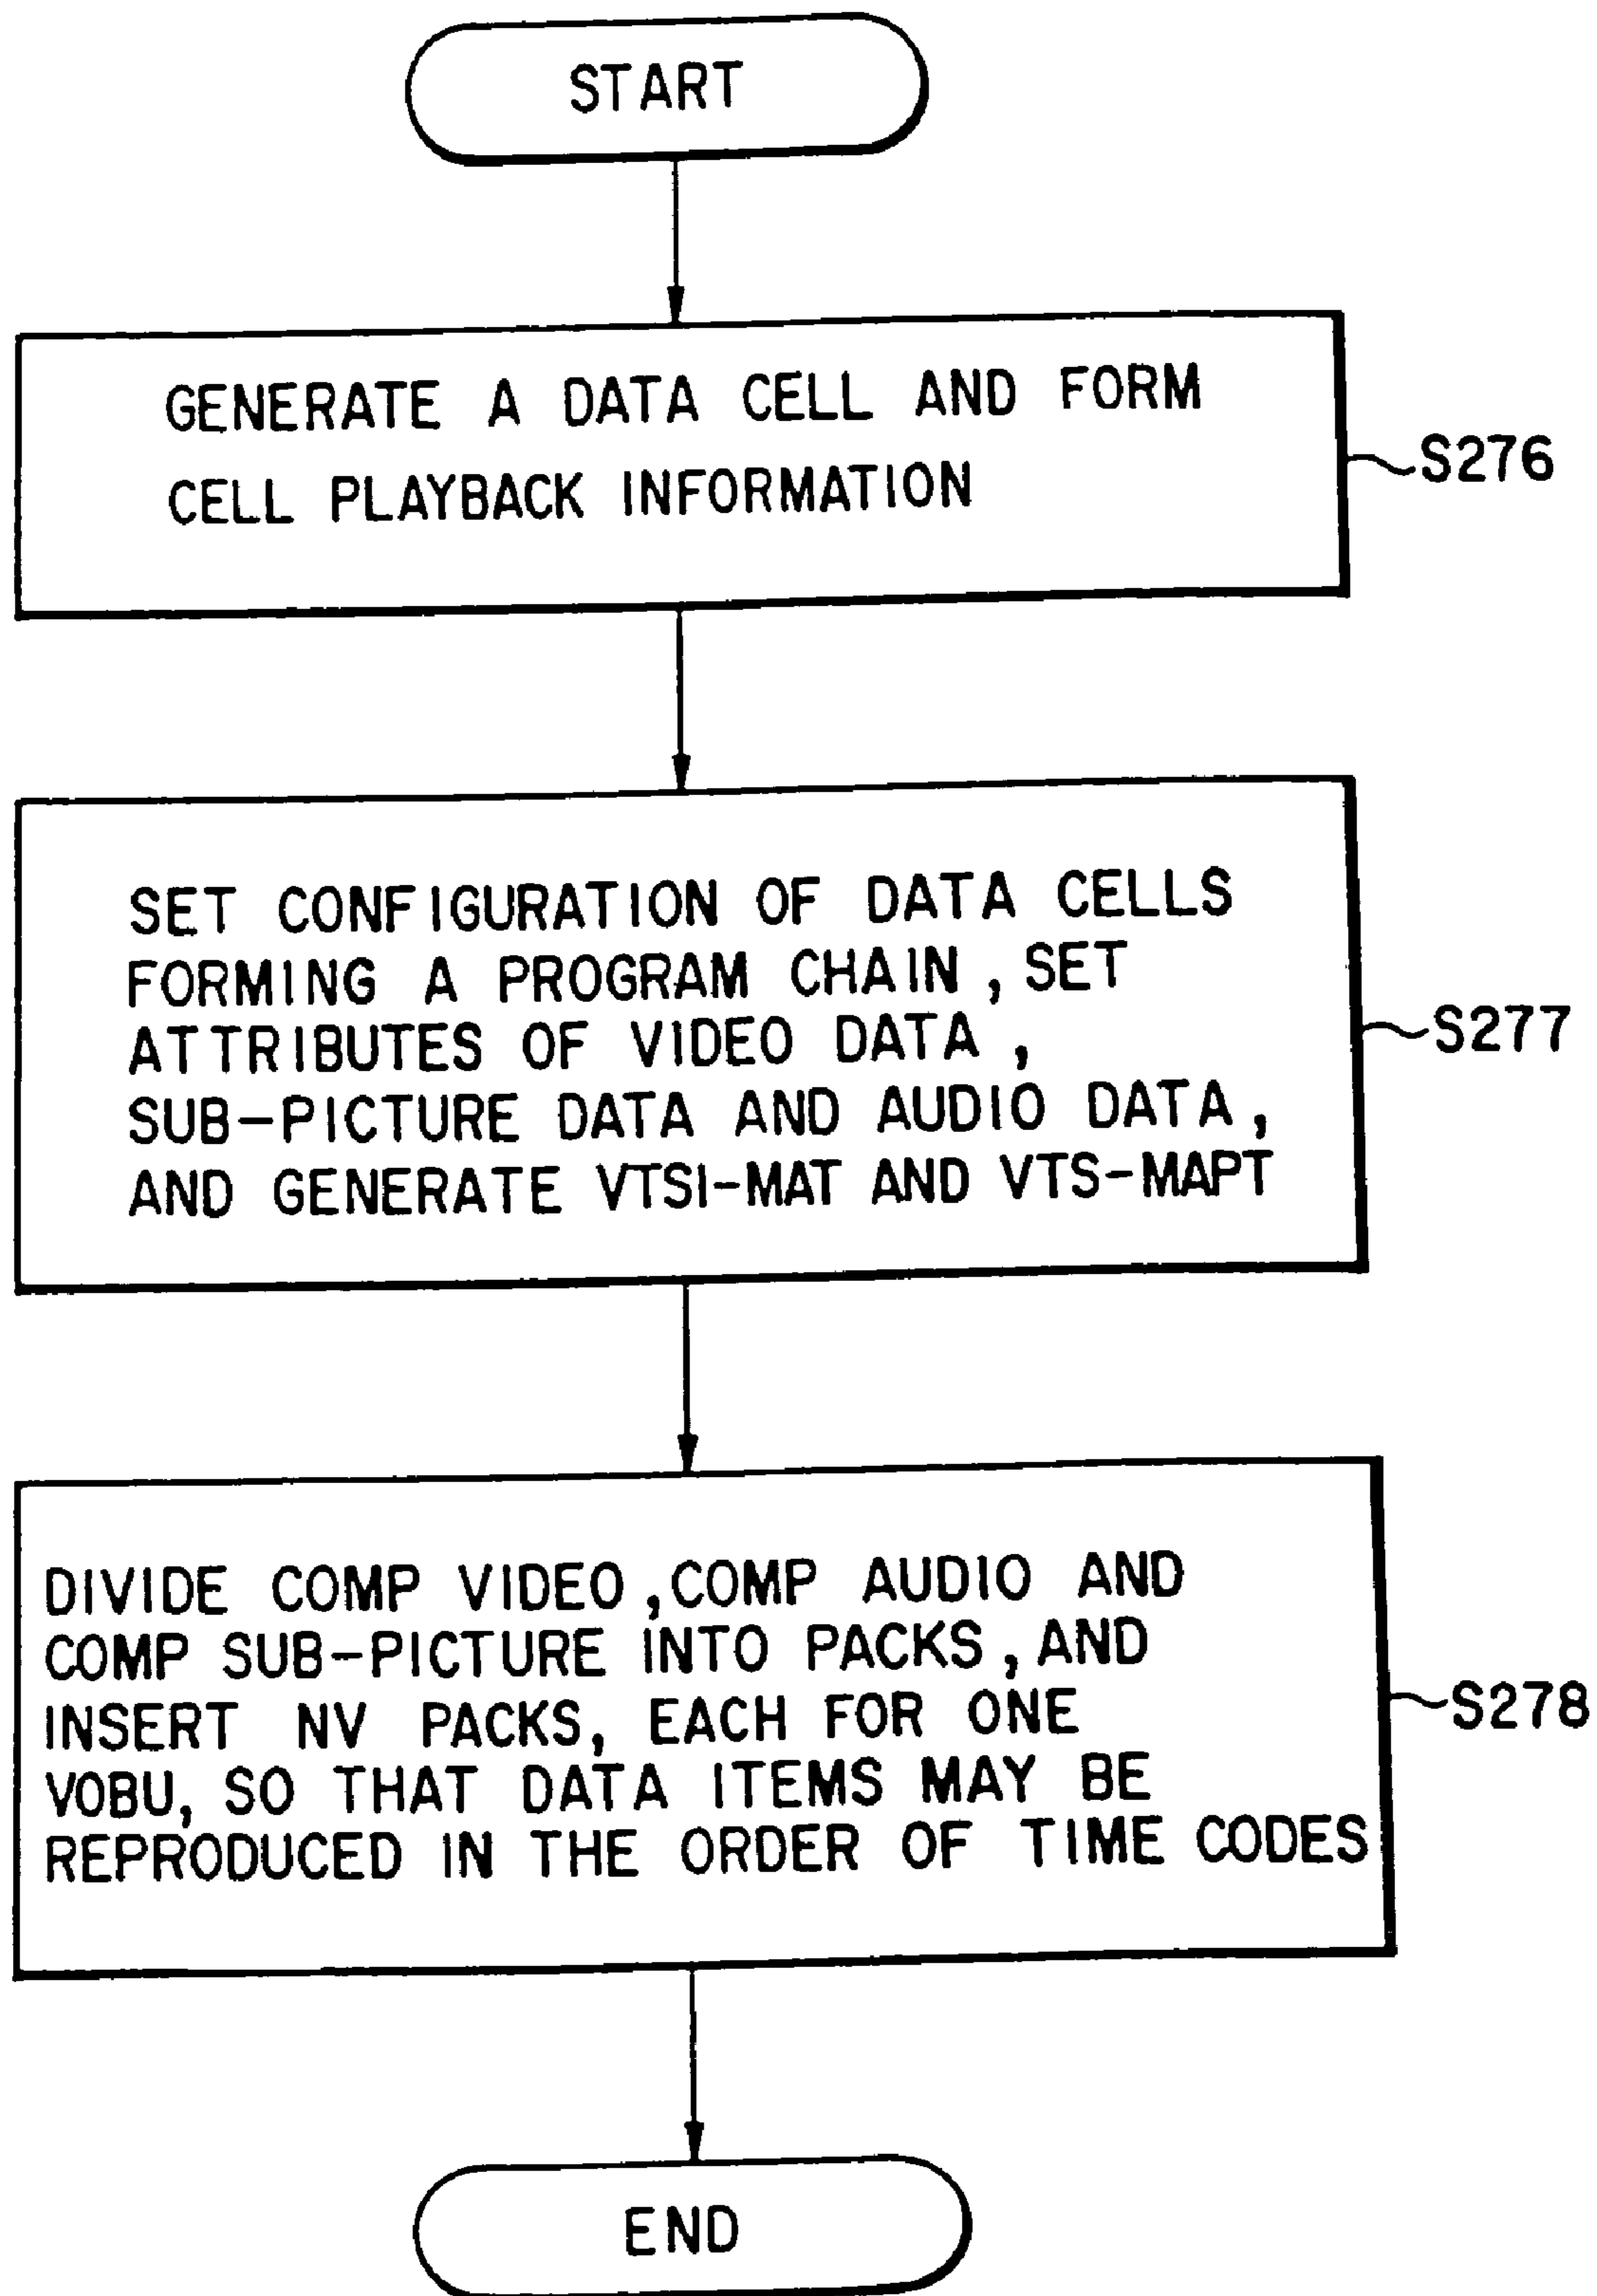 START
GENERATE A DATA CELL AND FORM
CELL PLAYBACK INFORMATION
S276
SET CONFIGURATION OF DATA CELLS
FORMING A PROGRAM CHAIN, SET
ATTRIBUTES OF VIDEO DATA,
SUB-PICTURE DATA AND AUDIO DATA,
AND GENERATE VTSI-MAT AND VTS-MAPT
S277
DIVIDE COMP VIDEO, COMP AUDIO AND
COMP SUB-PICTURE INTO PACKS, AND
INSERT NV PACKS, EACH FOR ONE
VOBU, SO THAT DATA ITEMS MAY BE
REPRODUCED IN THE ORDER OF TIME CODES
S278
END